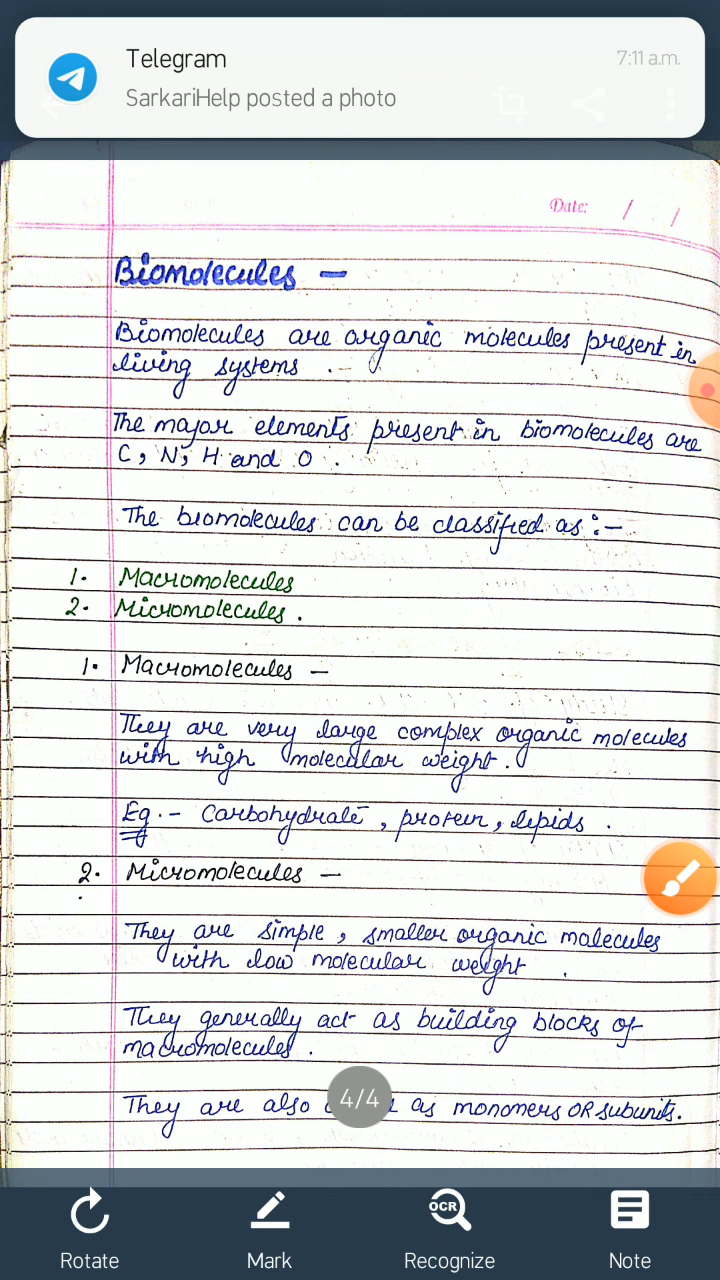 Telegram
7:11 a.m.
SarkariHelp posted a photo
Date: / /
Biomolecules –
Biomolecules are organic molecules present in
living systems .-
The major elements present in biomolecules are
C, N, H and O .
The biomolecules can be classified as :-
1. Macromolecules
2. Micromolecules .
1. Macromolecules –
They are very large complex organic molecules
with high molecular weight .
Eg.- Carbohydrate , protein , lipids .
2. Micromolecules –
They are simple , smaller organic malecules
with low molecular weight .
They generally act as building blocks of
macromolecules .
They are also as monomers OR subunits.
4/4
OCR
Rotate
Mark
Recognize
Note